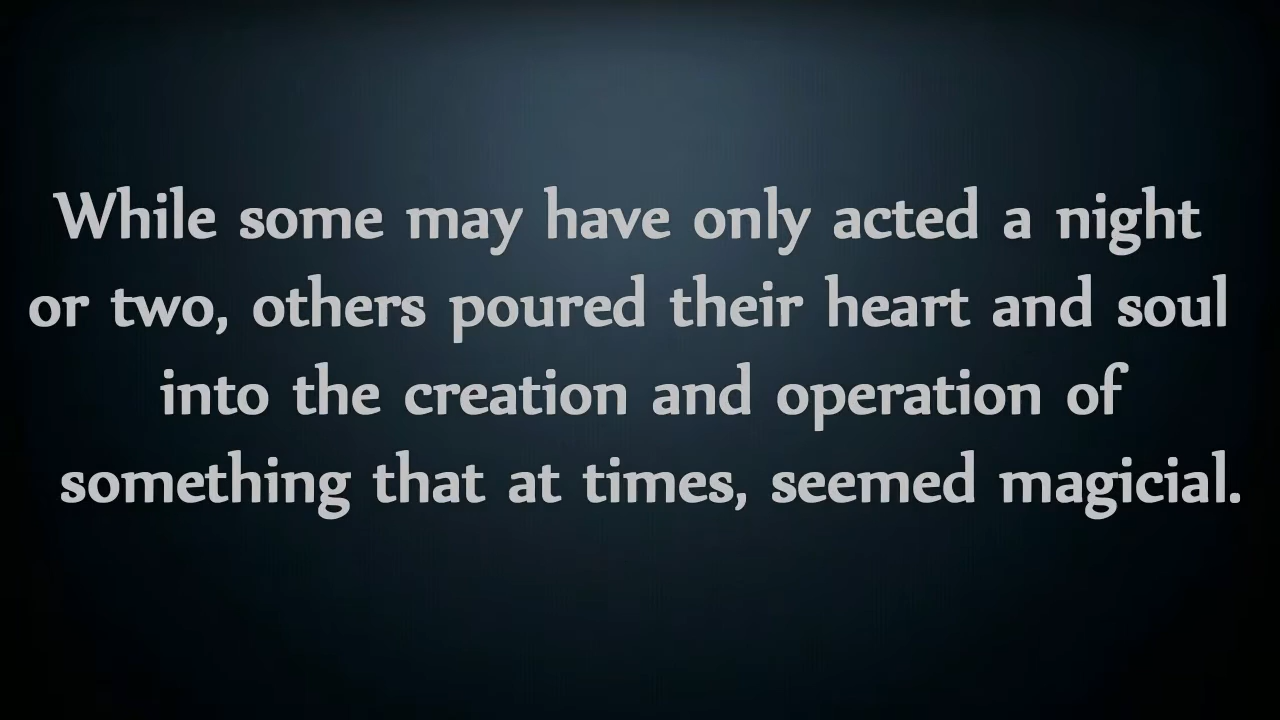 While some may have only acted a night
or two, others poured their heart and soul
into the creation and operation of
something that at times, seemed magicial.